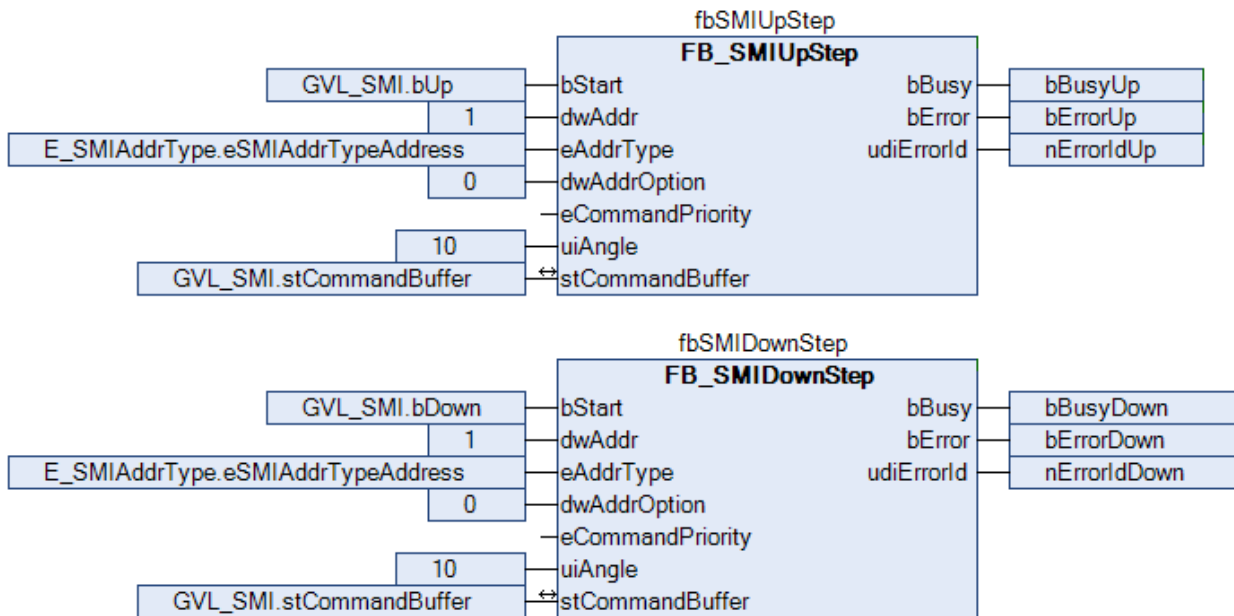 fbSMIUpStep
FB_SMIUpStep
GVL_SMI.bUp bStart bBusy bBusyUp
1 dwAddr bError bErrorUp
E_SMIAddrType.eSMIAddrTypeAddress eAddrType udiErrorId nErrorIdUp
0 dwAddrOption
eCommandPriority
10 uiAngle
GVL_SMI.stCommandBuffer stCommandBuffer
fbSMIDownStep
FB_SMIDownStep
GVL_SMI.bDown bStart bBusy bBusyDown
1 dwAddr bError bErrorDown
E_SMIAddrType.eSMIAddrTypeAddress eAddrType udiErrorId nErrorIdDown
0 dwAddrOption
eCommandPriority
10 uiAngle
GVL_SMI.stCommandBuffer stCommandBuffer